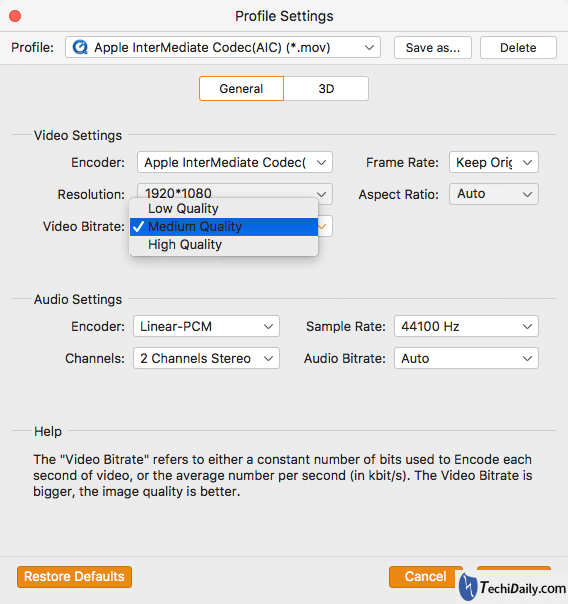 Profile Settings
Profile: Apple InterMediate Codec(AIC) (*.mov) Save as... Delete
General 3D
Video Settings
Encoder: Apple InterMediate Codec( Frame Rate: Keep Orig
Resolution: 1920*1080 Aspect Ratio: Auto
Low Quality
Video Bitrate: ✓ Medium Quality
High Quality
Audio Settings
Encoder: Linear-PCM Sample Rate: 44100 Hz
Channels: 2 Channels Stereo Audio Bitrate: Auto
Help
The "Video Bitrate" refers to either a constant number of bits used to Encode each
second of video, or the average number per second (in kbit/s). The Video Bitrate is
bigger, the image quality is better.
Restore Defaults Cancel
TechiDaily.com